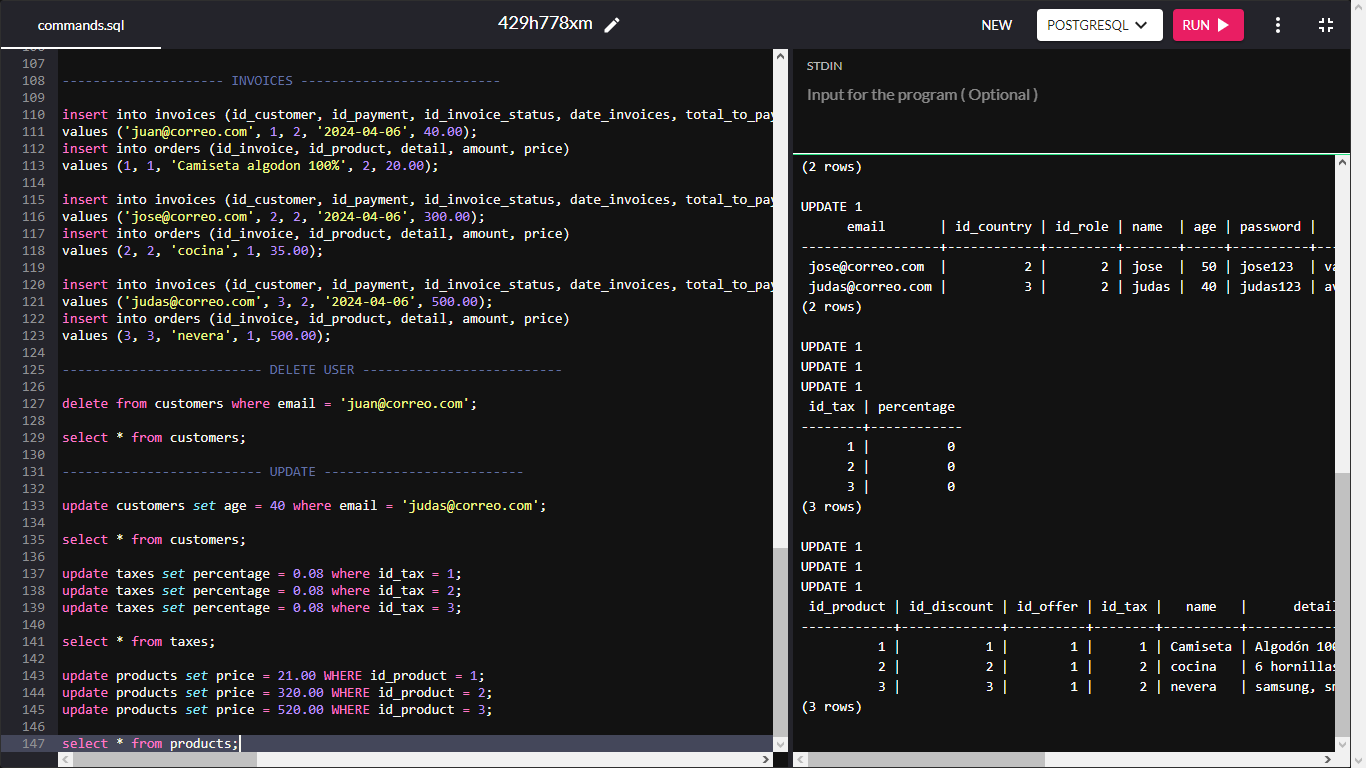 commands.sql
429h778xm
NEW
POSTGRESQL
RUN
107
108 -------------------- INVOICES --------------------------
109
110 insert into invoices (id_customer, id_payment, id_invoice_status, date_invoices, total_to_pay
111 values ('juan@correo.com', 1, 2, '2024-04-06', 40.00);
112 insert into orders (id_invoice, id_product, detail, amount, price)
113 values (1, 1, 'Camiseta algodon 100%', 2, 20.00);
114
115 insert into invoices (id_customer, id_payment, id_invoice_status, date_invoices, total_to_pay
116 values ('jose@correo.com', 2, 2, '2024-04-06', 300.00);
117 insert into orders (id_invoice, id_product, detail, amount, price)
118 values (2, 2, 'cocina', 1, 35.00);
119
120 insert into invoices (id_customer, id_payment, id_invoice_status, date_invoices, total_to_pay
121 values ('judas@correo.com', 3, 2, '2024-04-06', 500.00);
122 insert into orders (id_invoice, id_product, detail, amount, price)
123 values (3, 3, 'nevera', 1, 500.00);
124
125 -------------------------- DELETE USER --------------------------
126
127 delete from customers where email = 'juan@correo.com';
128
129 select * from customers;
130
131 -------------------------- UPDATE --------------------------
132
133 update customers set age = 40 where email = 'judas@correo.com';
134
135 select * from customers;
136
137 update taxes set percentage = 0.08 where id_tax = 1;
138 update taxes set percentage = 0.08 where id_tax = 2;
139 update taxes set percentage = 0.08 where id_tax = 3;
140
141 select * from taxes;
142
143 update products set price = 21.00 WHERE id_product = 1;
144 update products set price = 320.00 WHERE id_product = 2;
145 update products set price = 520.00 WHERE id_product = 3;
146
147 select * from products;
STDIN
Input for the program ( Optional )
(2 rows)
UPDATE 1
email | id_country | id_role | name | age | password |
------------------+------------+---------+-------+-----+----------+---
jose@correo.com | 2 | 2 | jose | 50 | jose123 | va
judas@correo.com | 3 | 2 | judas | 40 | judas123 | av
(2 rows)
UPDATE 1
UPDATE 1
UPDATE 1
id_tax | percentage
--------+------------
1 | 0
2 | 0
3 | 0
(3 rows)
UPDATE 1
UPDATE 1
UPDATE 1
id_product | id_discount | id_offer | id_tax | name | detail
------------+-------------+----------+--------+----------+------------
1 | 1 | 1 | 1 | Camiseta | Algodón 100
2 | 2 | 1 | 2 | cocina | 6 hornillas
3 | 3 | 1 | 2 | nevera | samsung, sm
(3 rows)